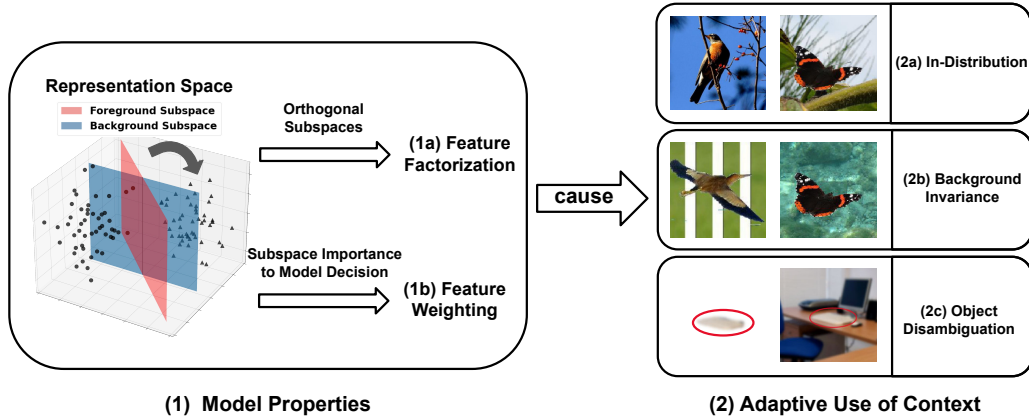 Representation Space
Foreground Subspace
Background Subspace
Orthogonal
Subspaces
(1a) Feature
Factorization
Subspace Importance
to Model Decision
(1b) Feature
Weighting
(1) Model Properties
cause
(2a) In-Distribution
(2b) Background
Invariance
(2c) Object
Disambiguation
(2) Adaptive Use of Context